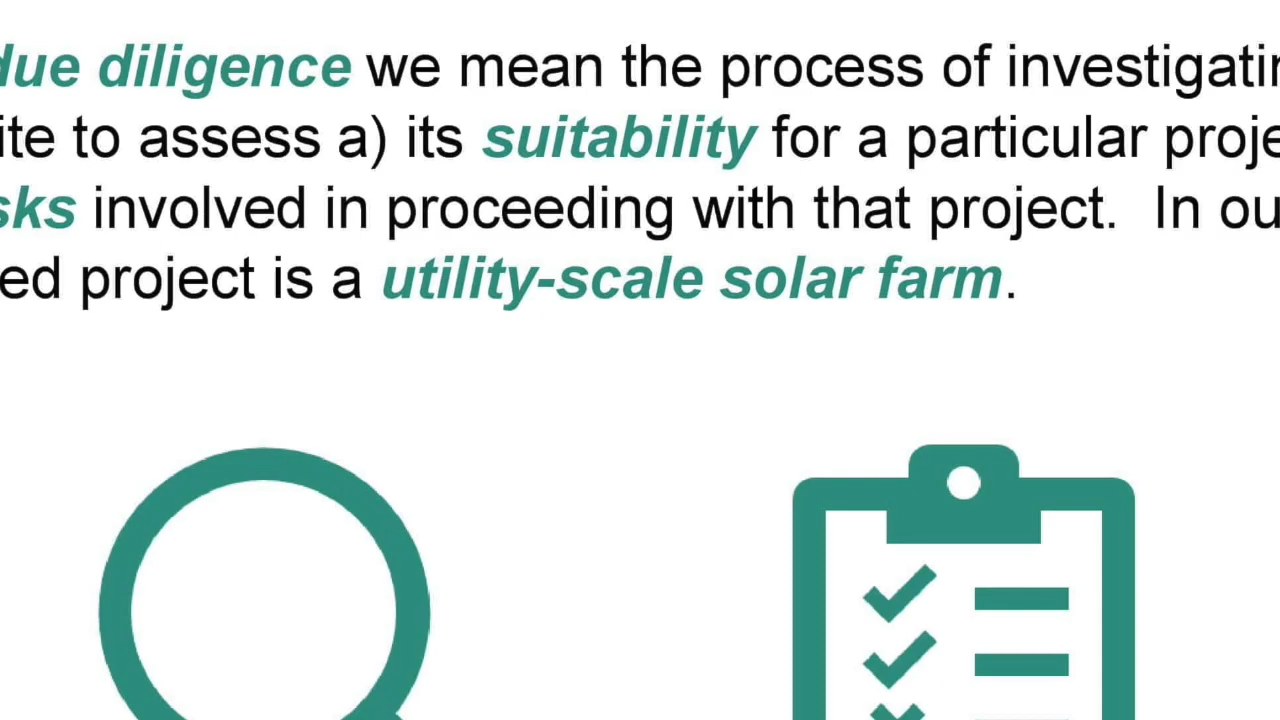 due diligence we mean the process of investigatin
ite to assess a) its suitability for a particular proje
sks involved in proceeding with that project. In ou
ed project is a utility-scale solar farm.